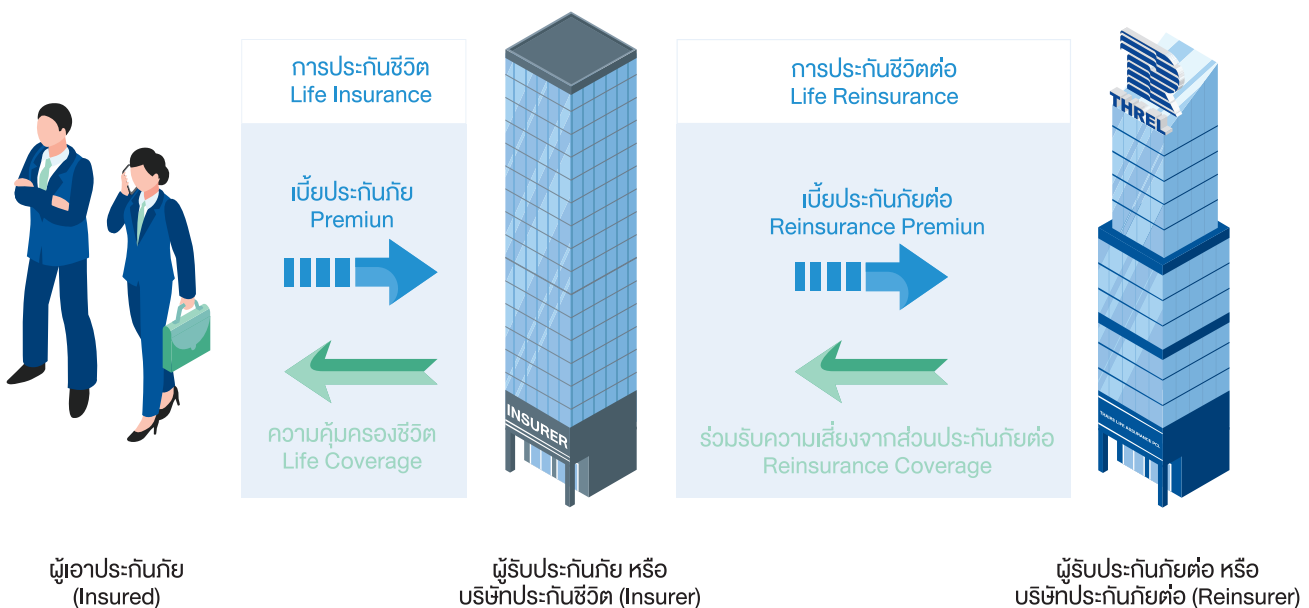 การประกันชีวิต
Life Insurance
เบี้ยประกันภัย
Premiun
ความคุ้มครองชีวิต
Life Coverage
INSURER
การประกันชีวิตต่อ
Life Reinsurance
เบี้ยประกันภัยต่อ
Reinsurance Premiun
ร่วมรับความเสี่ยงจากส่วนประกันภัยต่อ
Reinsurance Coverage
THREL
THAIRE LIFE ASSURANCE PCL
ผู้เอาประกันภัย
(Insured)
ผู้รับประกันภัย หรือ
บริษัทประกันชีวิต (Insurer)
ผู้รับประกันภัยต่อ หรือ
บริษัทประกันภัยต่อ (Reinsurer)